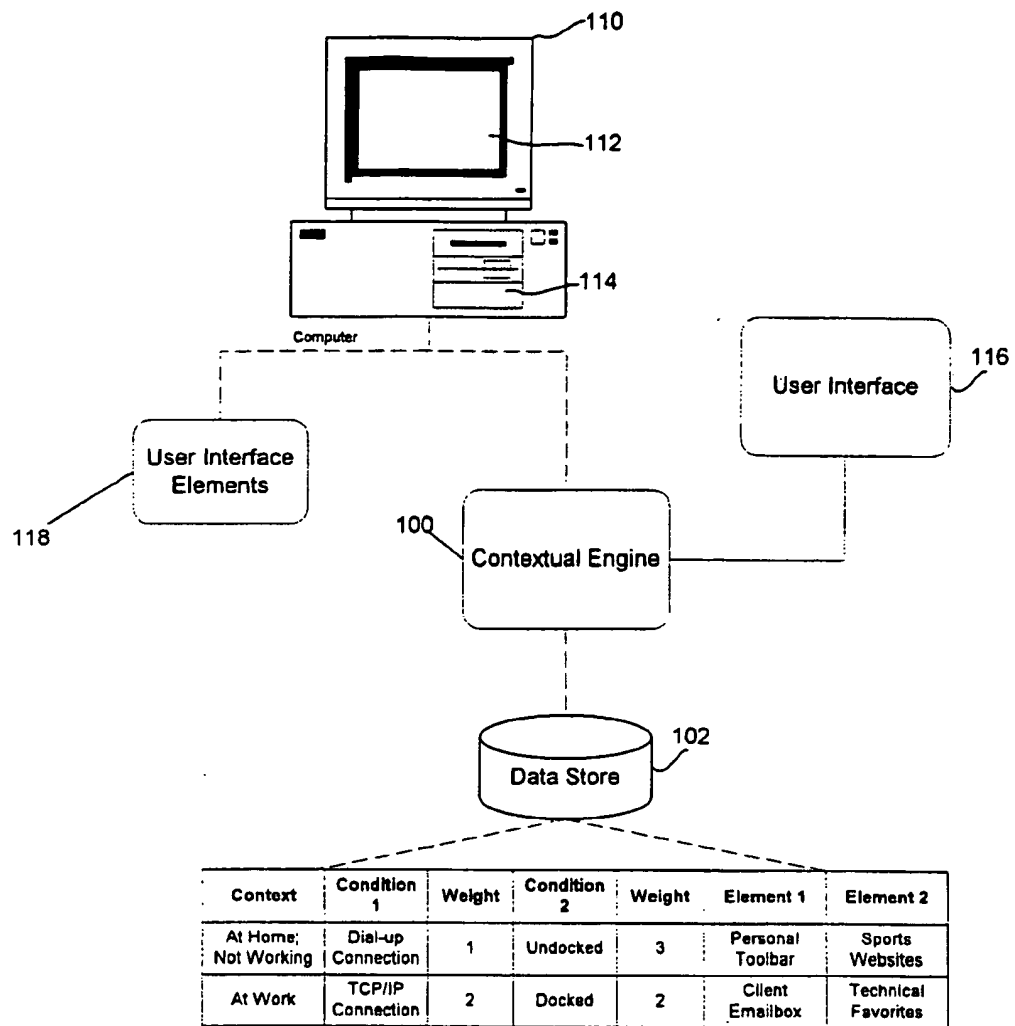 110
112
114
Computer
User Interface
116
User Interface
Elements
118
100
Contextual Engine
102
Data Store
Context Condition 1 Weight Condition 2 Weight Element 1 Element 2
At Home; Not Working Dial-up Connection 1 Undocked 3 Personal Toolbar Sports Websites
At Work TCP/IP Connection 2 Docked 2 Client Emailbox Technical Favorites